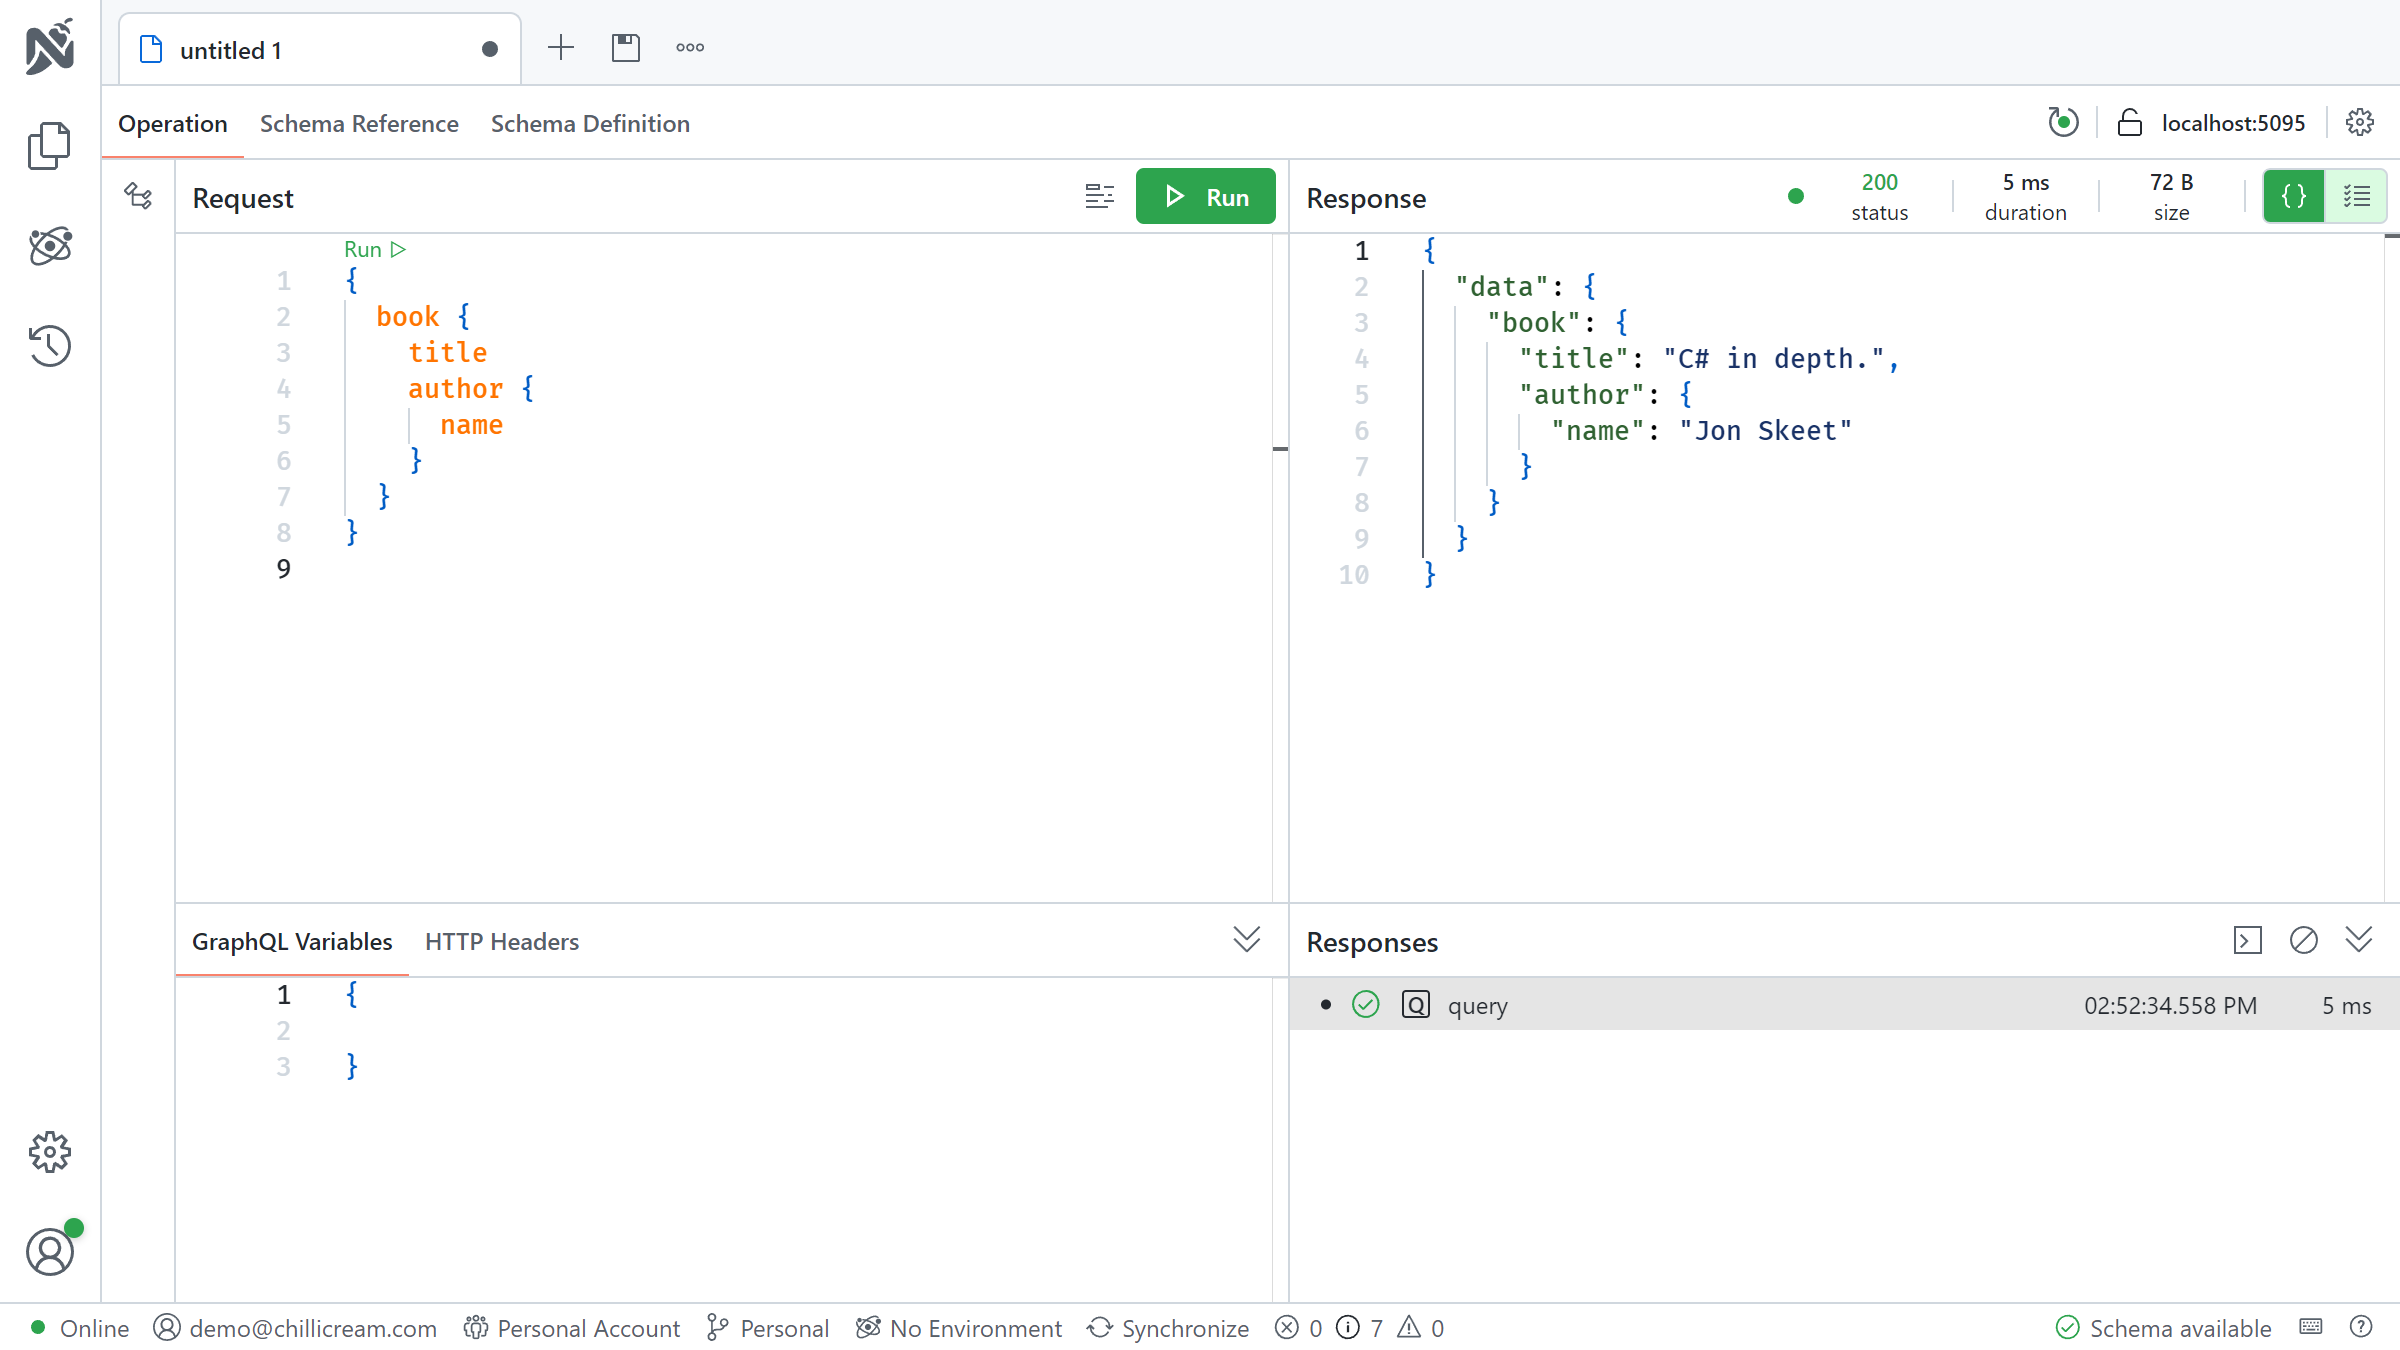 untitled 1
Operation Schema Reference Schema Definition localhost:5095
Request Run
Run
1 {
2 book {
3 title
4 author {
5 name
6 }
7 }
8 }
9
Response 200 status 5 ms duration 72 B size { }
1 {
2 "data": {
3 "book": {
4 "title": "C# in depth.",
5 "author": {
6 "name": "Jon Skeet"
7 }
8 }
9 }
10 }
GraphQL Variables HTTP Headers
1 {
2
3 }
Responses
Q query 02:52:34.558 PM 5 ms
Online demo@chillicream.com Personal Account Personal No Environment Synchronize 0 7 0 Schema available